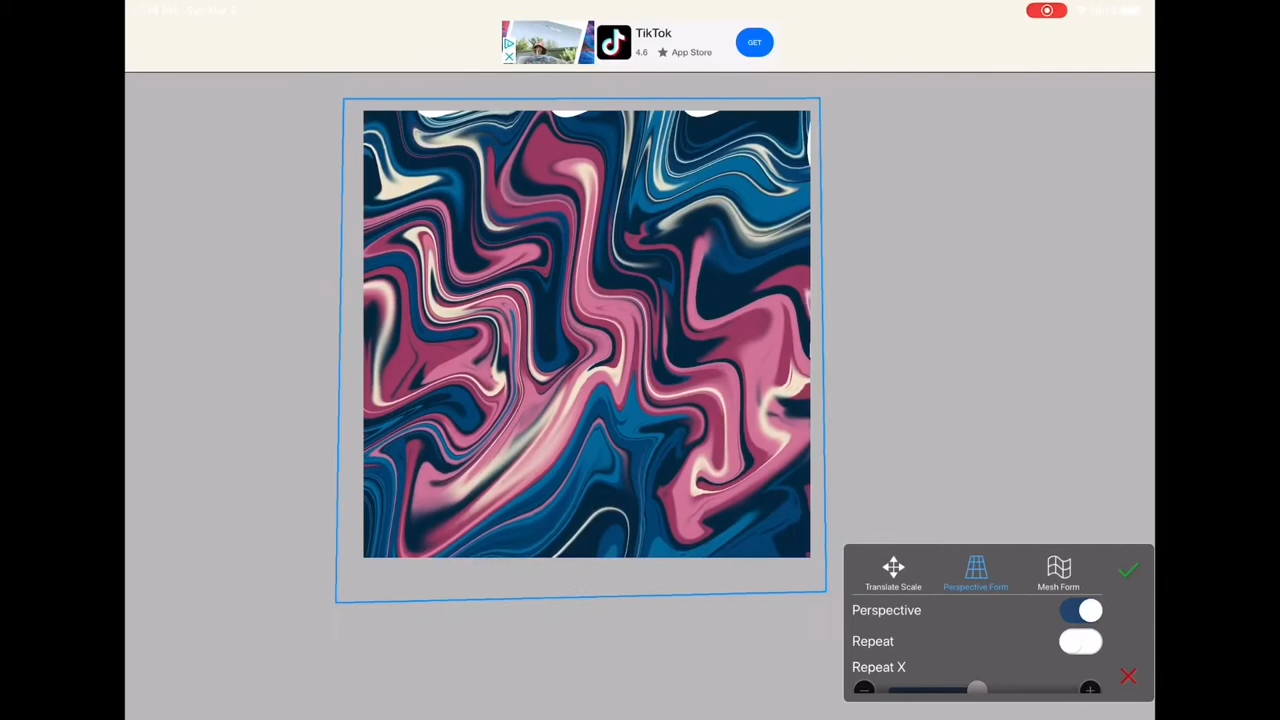 TikTok
4.6 ★ App Store
GET
Translate Scale
Perspective Form
Mesh Form
Perspective
Repeat
Repeat X